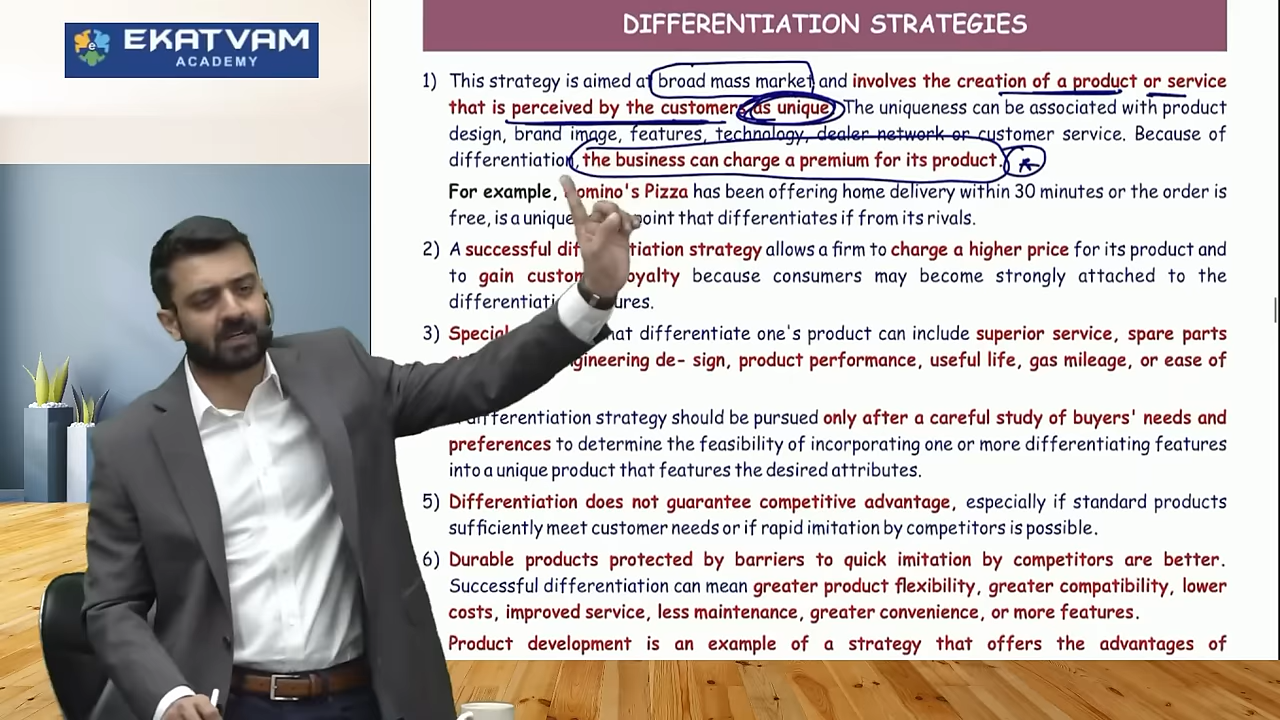 EKATVAM
ACADEMY
DIFFERENTIATION STRATEGIES
1) This strategy is aimed at broad mass market and involves the creation of a product or service
that is perceived by the customers as unique. The uniqueness can be associated with product
design, brand image, features, technology, dealer network or customer service. Because of
differentiation, the business can charge a premium for its product.
For example, Domino's Pizza has been offering home delivery within 30 minutes or the order is
free, is a unique point that differentiates if from its rivals.
2) A successful differentiation strategy allows a firm to charge a higher price for its product and
to gain customer loyalty because consumers may become strongly attached to the
3) Special that differentiate one's product can include superior service, spare parts
de- sign, product performance, useful life, gas mileage, or ease of
differentiation strategy should be pursued only after a careful study of buyers' needs and
preferences to determine the feasibility of incorporating one or more differentiating features
into a unique product that features the desired attributes.
5) Differentiation does not guarantee competitive advantage, especially if standard products
sufficiently meet customer needs or if rapid imitation by competitors is possible.
6) Durable products protected by barriers to quick imitation by competitors are better.
Successful differentiation can mean greater product flexibility, greater compatibility, lower
costs, improved service, less maintenance, greater convenience, or more features.
Product development is an example of a strategy that offers the advantages of